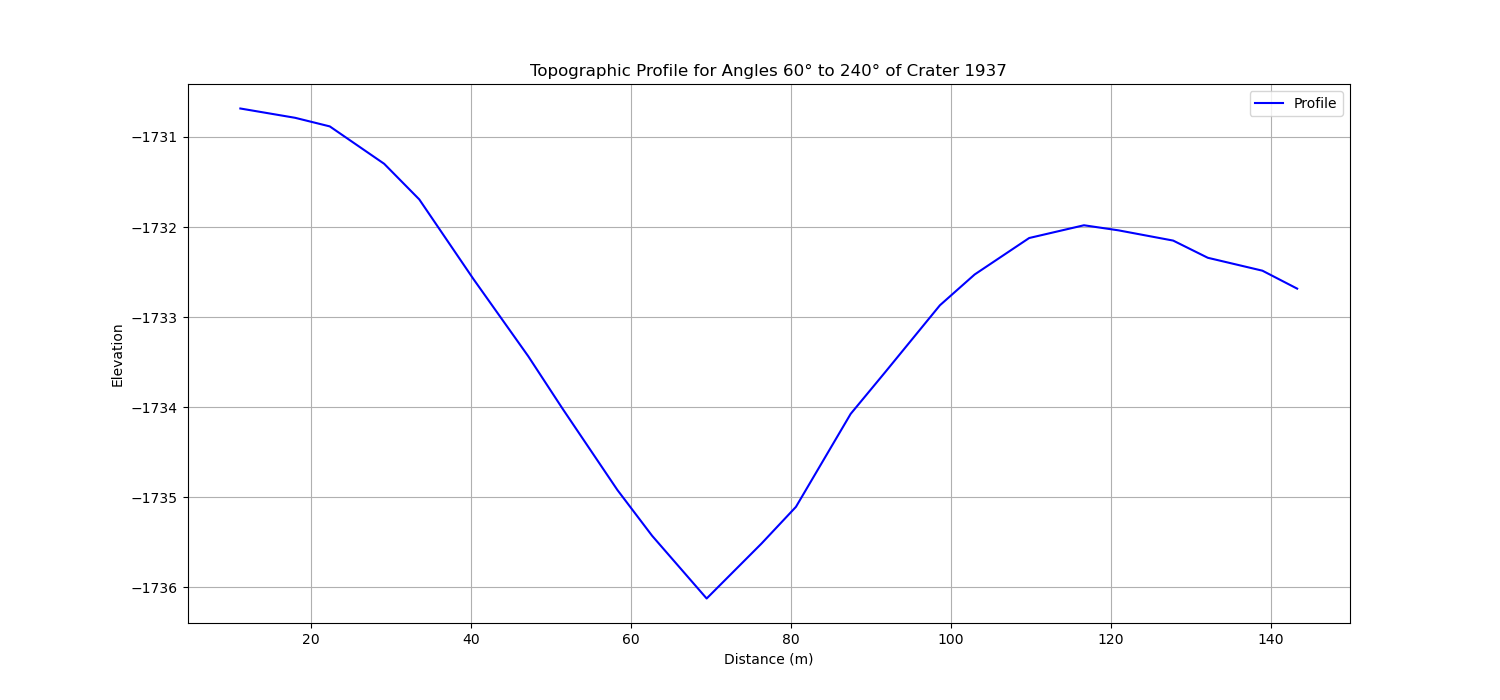 Topographic Profile for Angles 60° to 240° of Crater 1937
Profile
−1731
−1732
−1733
−1734
−1735
−1736
Elevation
20 40 60 80 100 120 140
Distance (m)